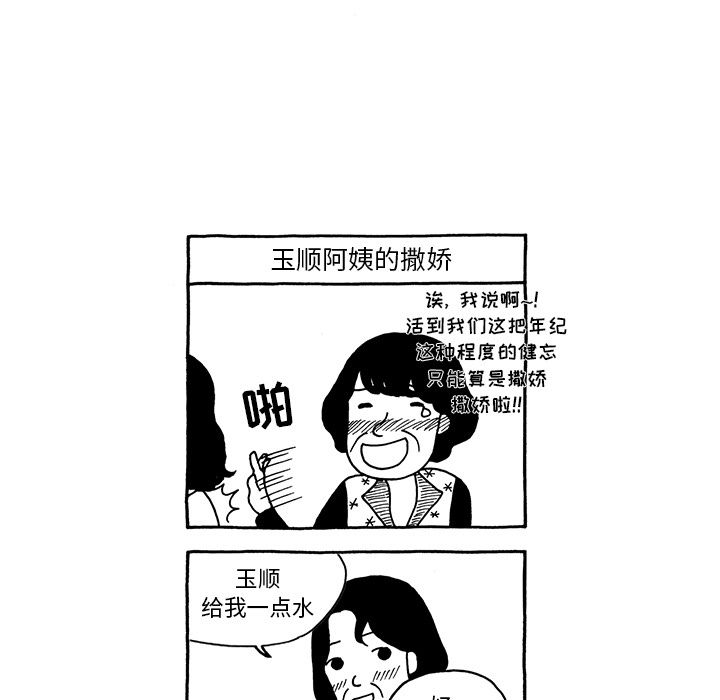 玉顺阿姨的撒娇
诶，我说啊~!
活到我们这把年纪
这种程度的健忘
只能算是撒娇
撒娇啦!!
啪
玉顺
给我一点水